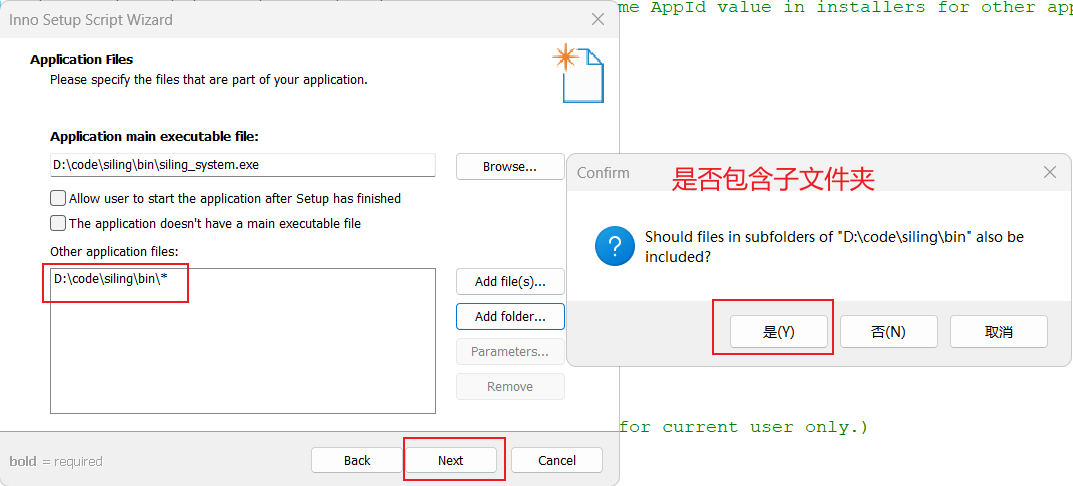 me AppId value in installers for other app
Inno Setup Script Wizard
Application Files
Please specify the files that are part of your application.
Application main executable file:
D:\code\siling\bin\siling_system.exe
Browse...
Allow user to start the application after Setup has finished
The application doesn't have a main executable file
Other application files:
D:\code\siling\bin\*
Add file(s)...
Add folder...
Parameters...
Remove
bold = required
Back
Next
Cancel
Confirm
是否包含子文件夹
Should files in subfolders of "D:\code\siling\bin" also be
included?
是(Y)
否(N)
取消
for current user only.)